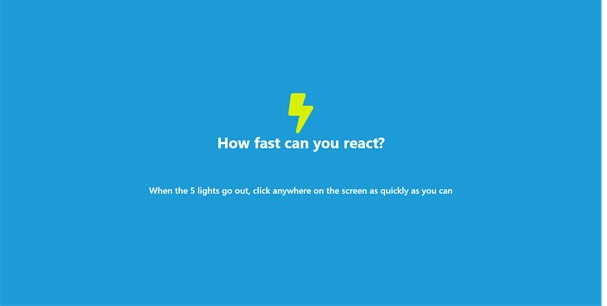 How fast can you react?
When the 5 lights go out, click anywhere on the screen as quickly as you can